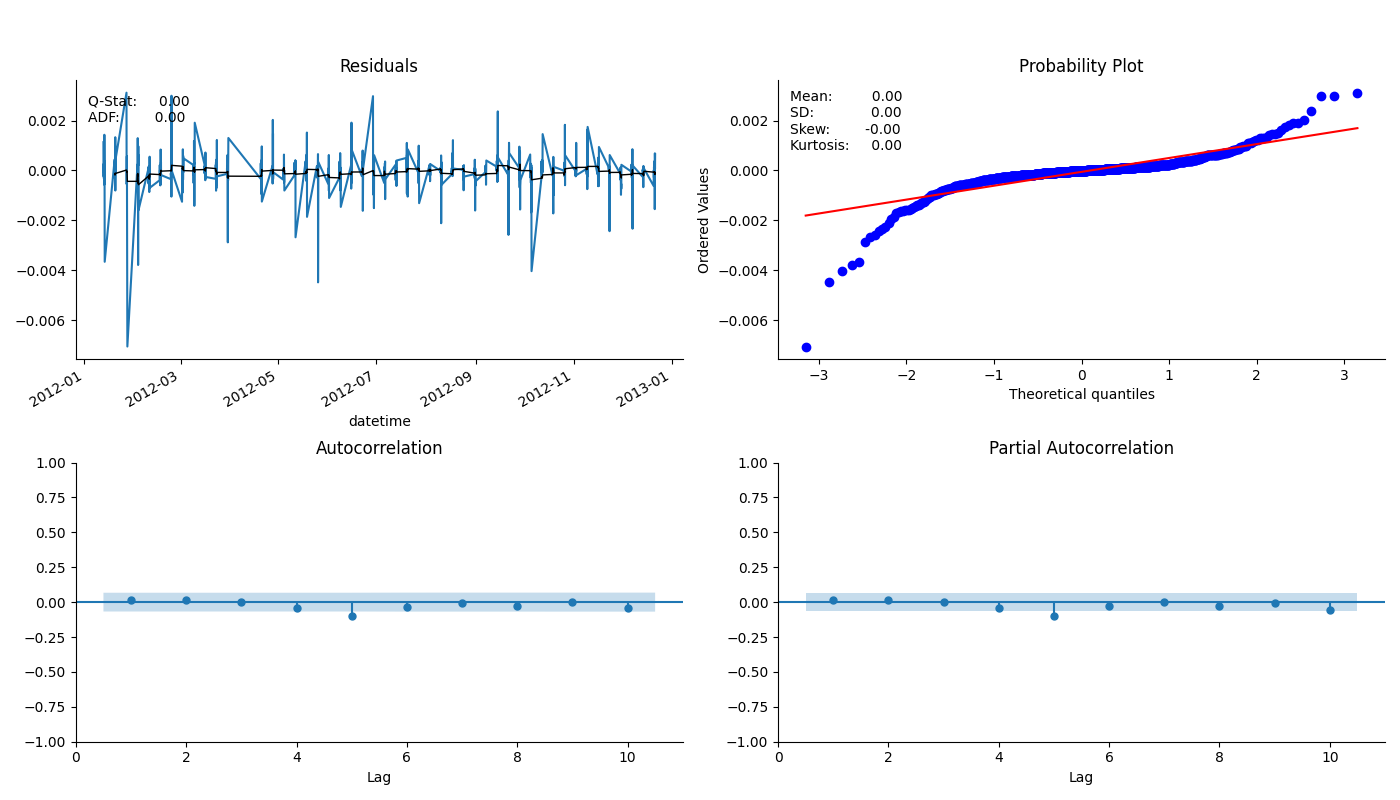 Residuals
Q-Stat: 0.00
ADF: 0.00
0.002
0.000
−0.002
−0.004
−0.006
2012-01
2012-03
2012-05
2012-07
2012-09
2012-11
2013-01
datetime
Probability Plot
Mean: 0.00
SD: 0.00
Skew: -0.00
Kurtosis: 0.00
Ordered Values
0.002
0.000
−0.002
−0.004
−0.006
−3 −2 −1 0 1 2 3
Theoretical quantiles
Autocorrelation
1.00
0.75
0.50
0.25
0.00
−0.25
−0.50
−0.75
−1.00
0 2 4 6 8 10
Lag
Partial Autocorrelation
1.00
0.75
0.50
0.25
0.00
−0.25
−0.50
−0.75
−1.00
0 2 4 6 8 10
Lag